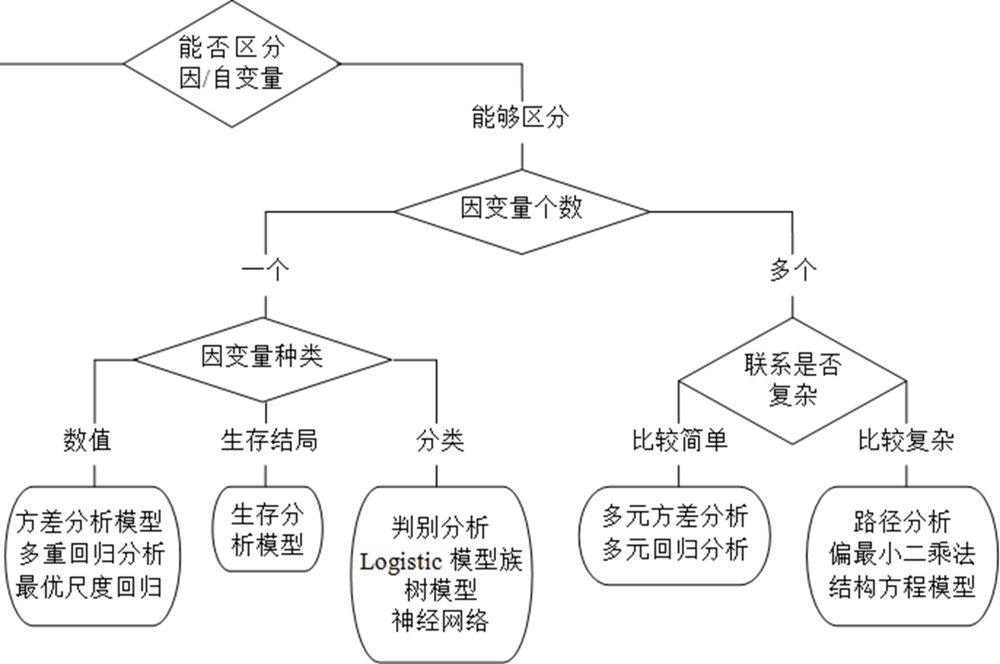 能否区分
因/自变量
能够区分
因变量个数
一个
多个
因变量种类
联系是否
复杂
数值
生存结局
分类
比较简单
比较复杂
方差分析模型
多重回归分析
最优尺度回归
生存分
析模型
判别分析
Logistic 模型族
树模型
神经网络
多元方差分析
多元回归分析
路径分析
偏最小二乘法
结构方程模型